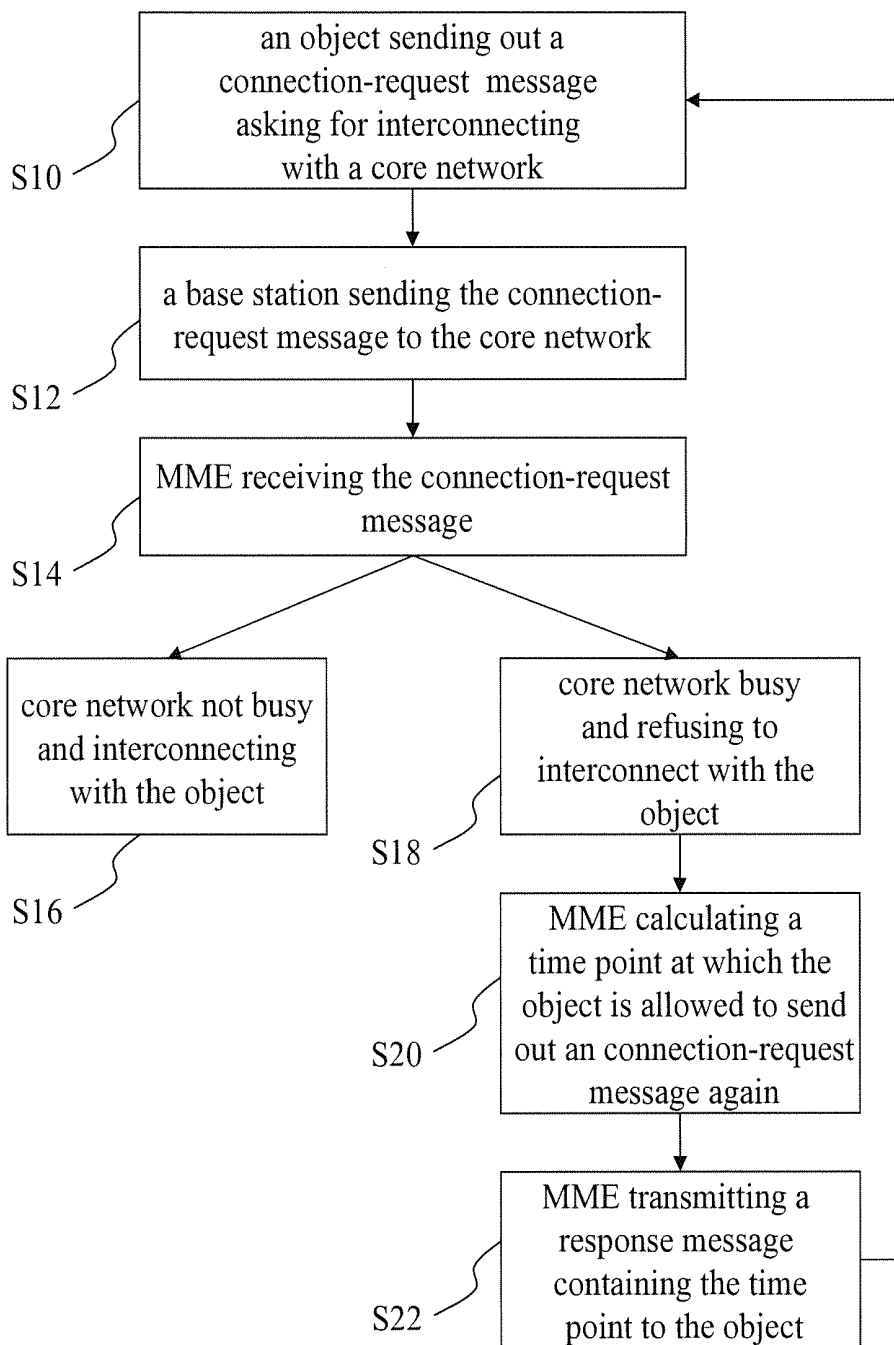 an object sending out a
connection-request message
asking for interconnecting
with a core network
S10
a base station sending the connection-
request message to the core network
S12
MME receiving the connection-request
message
S14
core network not busy
and interconnecting
with the object
S16
core network busy
and refusing to
interconnect with the
object
S18
MME calculating a
time point at which the
object is allowed to send
out an connection-request
message again
S20
MME transmitting a
response message
containing the time
point to the object
S22